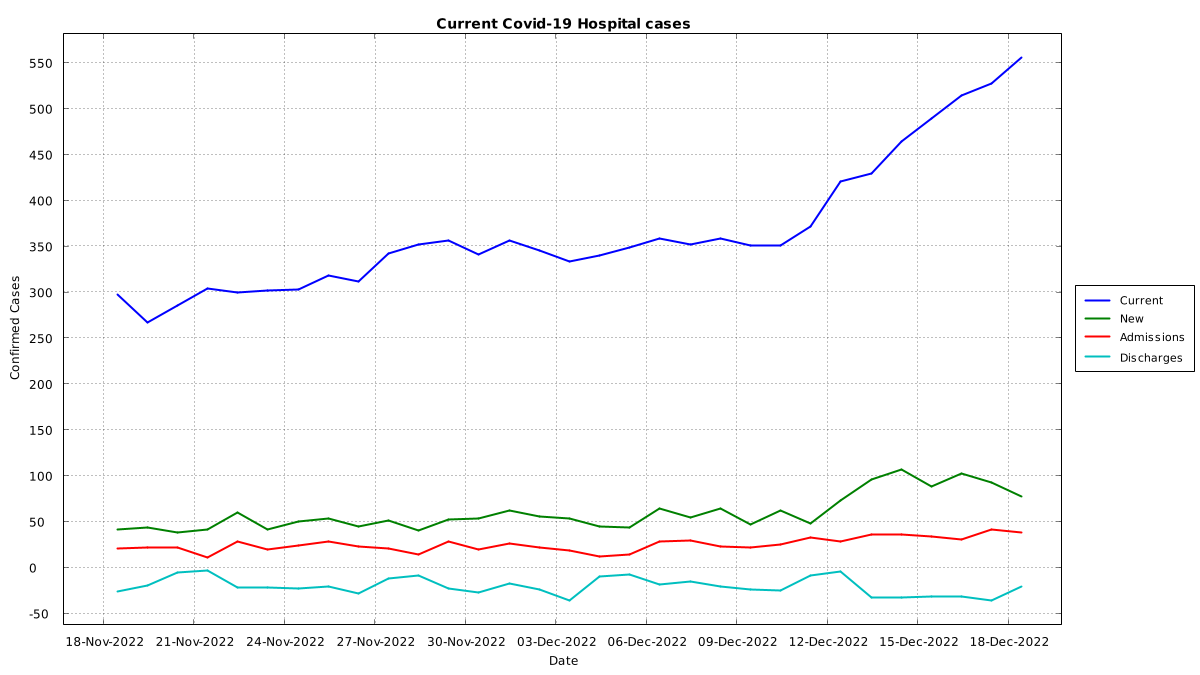 Current Covid-19 Hospital cases
550
500
450
400
350
300
250
200
150
100
50
0
-50
Confirmed Cases
18-Nov-2022 21-Nov-2022 24-Nov-2022 27-Nov-2022 30-Nov-2022 03-Dec-2022 06-Dec-2022 09-Dec-2022 12-Dec-2022 15-Dec-2022 18-Dec-2022
Date
Current
New
Admissions
Discharges